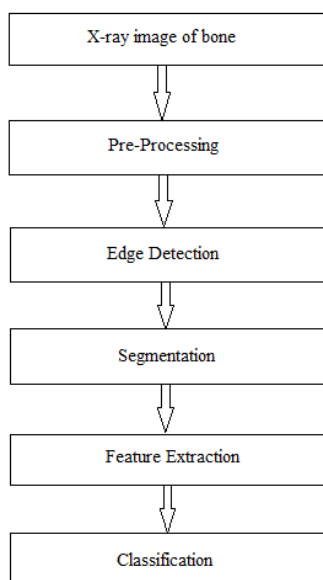 X-ray image of bone
Pre-Processing
Edge Detection
Segmentation
Feature Extraction
Classification